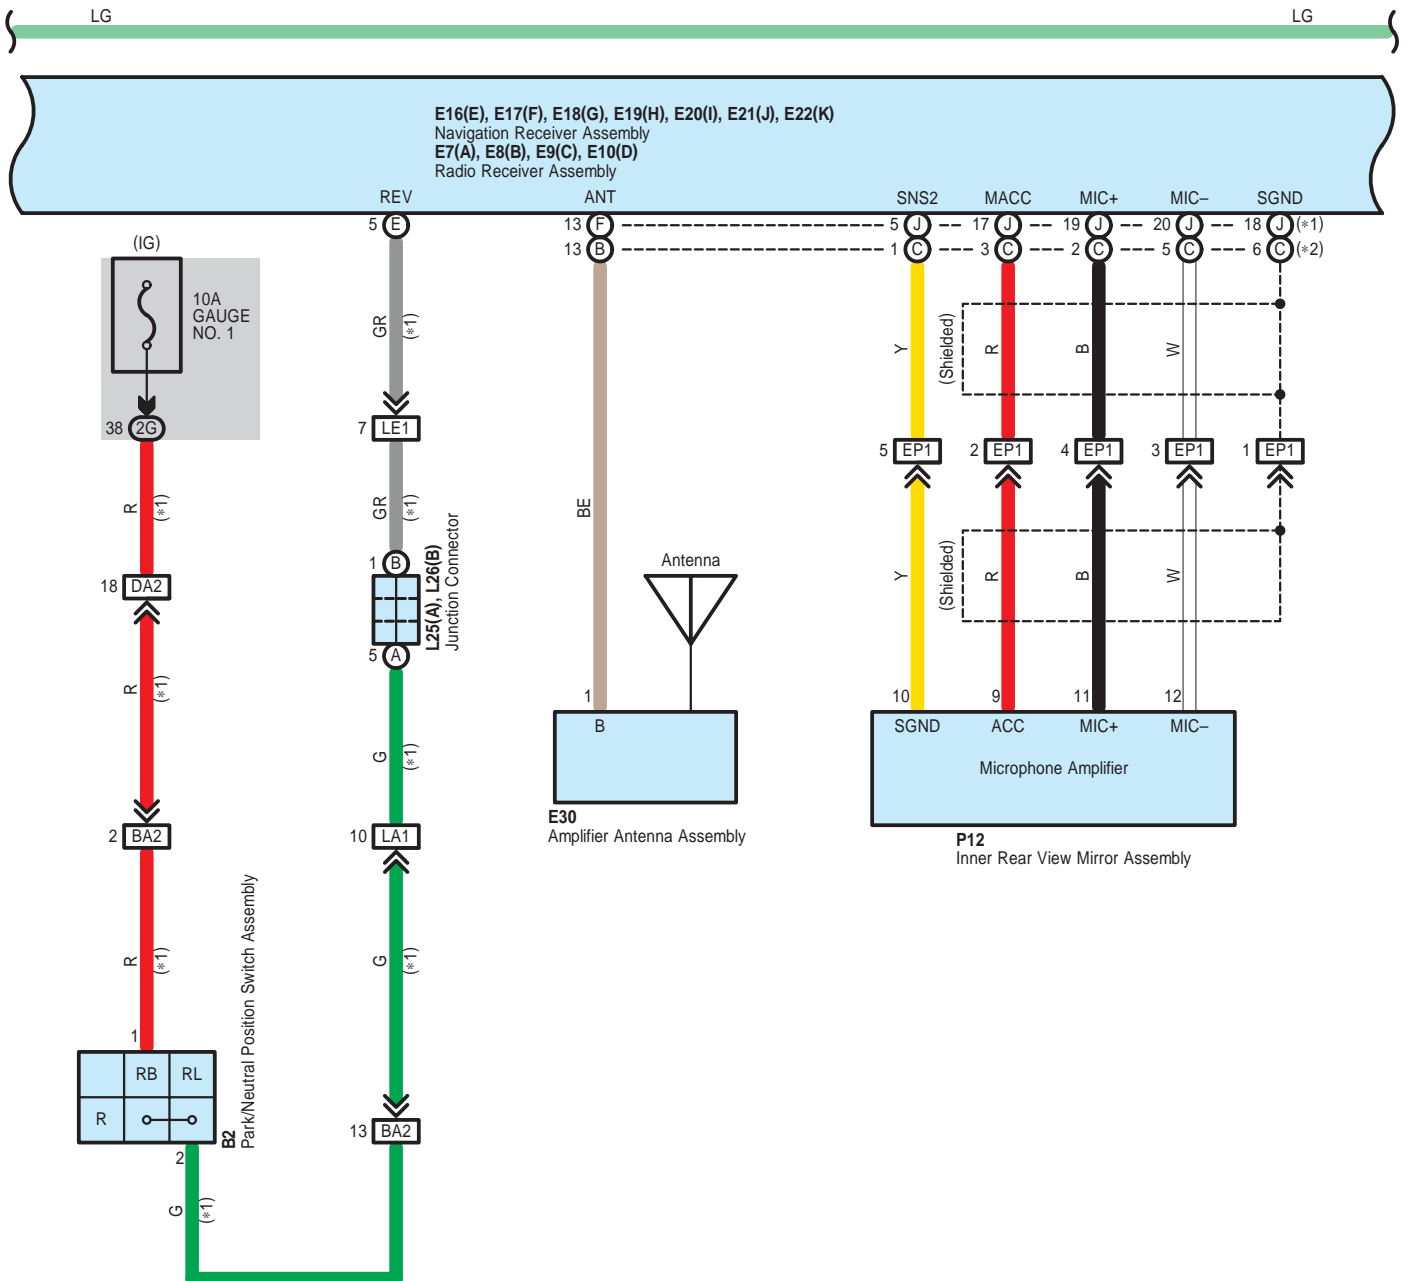 LG LG
E16(E), E17(F), E18(G), E19(H), E20(I), E21(J), E22(K)
Navigation Receiver Assembly
E7(A), E8(B), E9(C), E10(D)
Radio Receiver Assembly
REV ANT SNS2 MACC MIC+ MIC– SGND
5 E 13 F 5 J 17 J 19 J 20 J 18 J (*1)
13 B 1 C 3 C 2 C 5 C 6 C (*2)
(IG)
10A
GAUGE
NO. 1
38 2G
GR (*1)
Y (Shielded) R B W
7 LE1
5 EP1 2 EP1 4 EP1 3 EP1 1 EP1
R (*1)
GR (*1)
BE
1 B
L25(A), L26(B)
Junction Connector
5 A
Antenna
18 DA2
Y (Shielded) R B W
R (*1)
G (*1)
1
B
E30
Amplifier Antenna Assembly
10 9 11 12
SGND ACC MIC+ MIC–
Microphone Amplifier
P12
Inner Rear View Mirror Assembly
2 BA2
10 LA1
R (*1)
G (*1)
1
RB RL
R
B2
Park/Neutral Position Switch Assembly
2
13 BA2
G (*1)